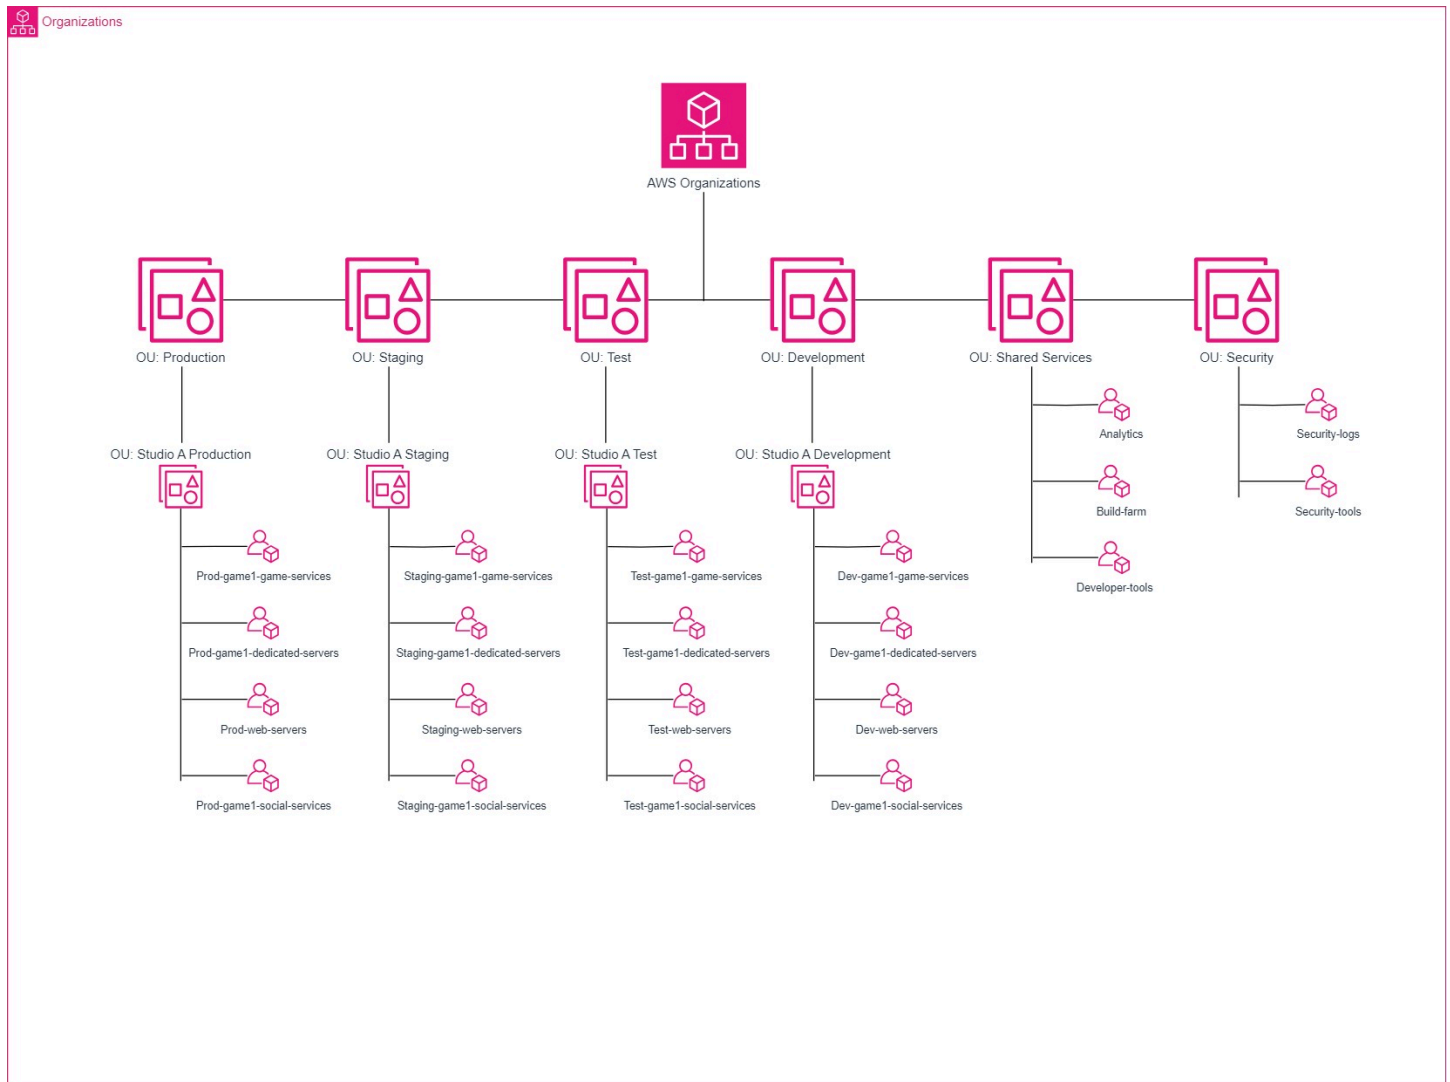 Organizations
AWS Organizations
OU: Production
OU: Staging
OU: Test
OU: Development
OU: Shared Services
OU: Security
OU: Studio A Production
OU: Studio A Staging
OU: Studio A Test
OU: Studio A Development
Analytics
Security-logs
Build-farm
Security-tools
Developer-tools
Prod-game1-game-services
Staging-game1-game-services
Test-game1-game-services
Dev-game1-game-services
Prod-game1-dedicated-servers
Staging-game1-dedicated-servers
Test-game1-dedicated-servers
Dev-game1-dedicated-servers
Prod-web-servers
Staging-web-servers
Test-web-servers
Dev-web-servers
Prod-game1-social-services
Staging-game1-social-services
Test-game1-social-services
Dev-game1-social-services